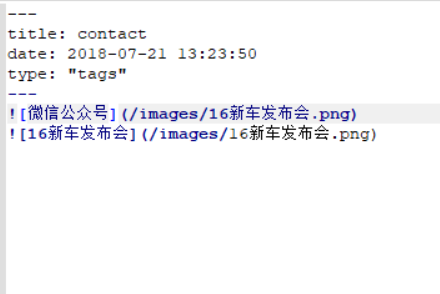 ---
title: contact
date: 2018-07-21 13:23:50
type: "tags"
---
![微信公众号](/images/16新车发布会.png)
![16新车发布会](/images/16新车发布会.png)